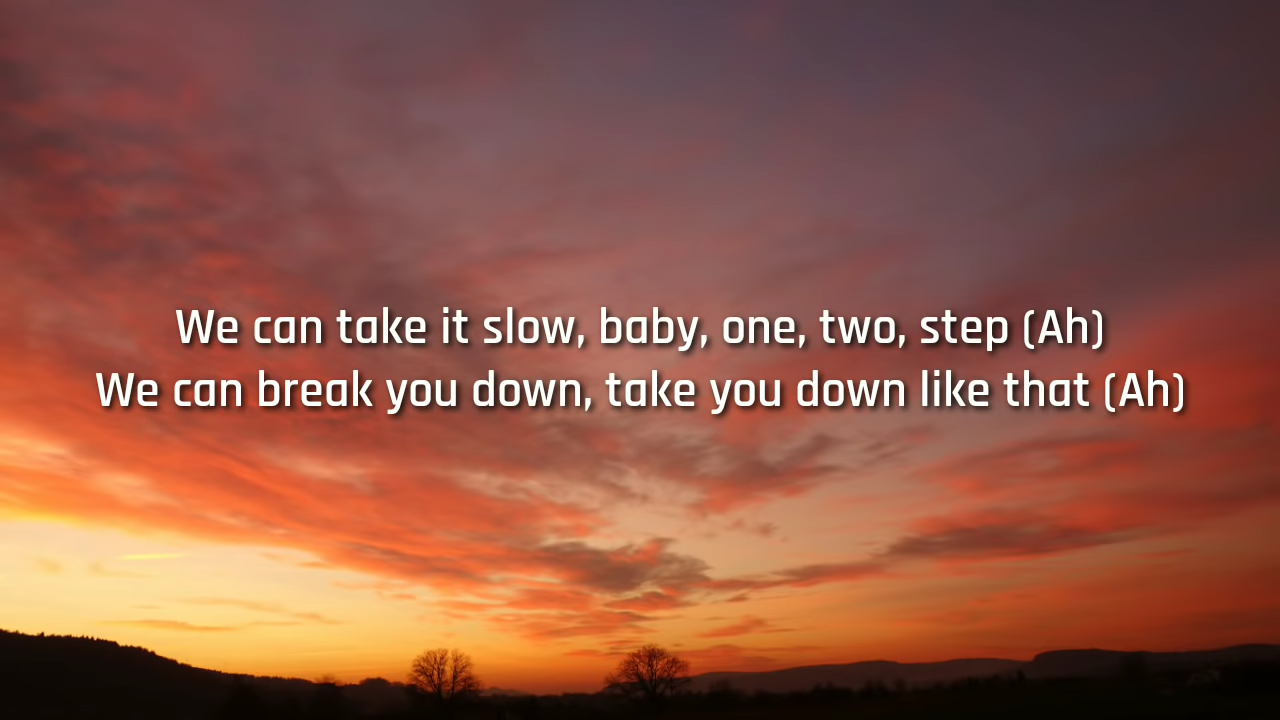 We can take it slow, baby, one, two, step (Ah)
We can break you down, take you down like that (Ah)